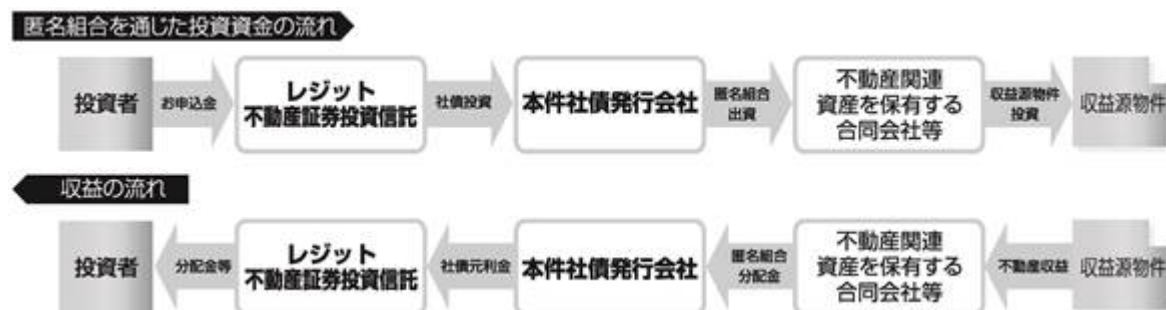 匿名組合を通じた投資資金の流れ
投資者
お申込金
レジット
不動産証券投資信託
社債投資
本件社債発行会社
匿名組合
出資
不動産関連
資産を保有する
合同会社等
収益源物件
投資
収益源物件
収益の流れ
投資者
分配金等
レジット
不動産証券投資信託
社債元利金
本件社債発行会社
匿名組合
分配金
不動産関連
資産を保有する
合同会社等
不動産収益
収益源物件